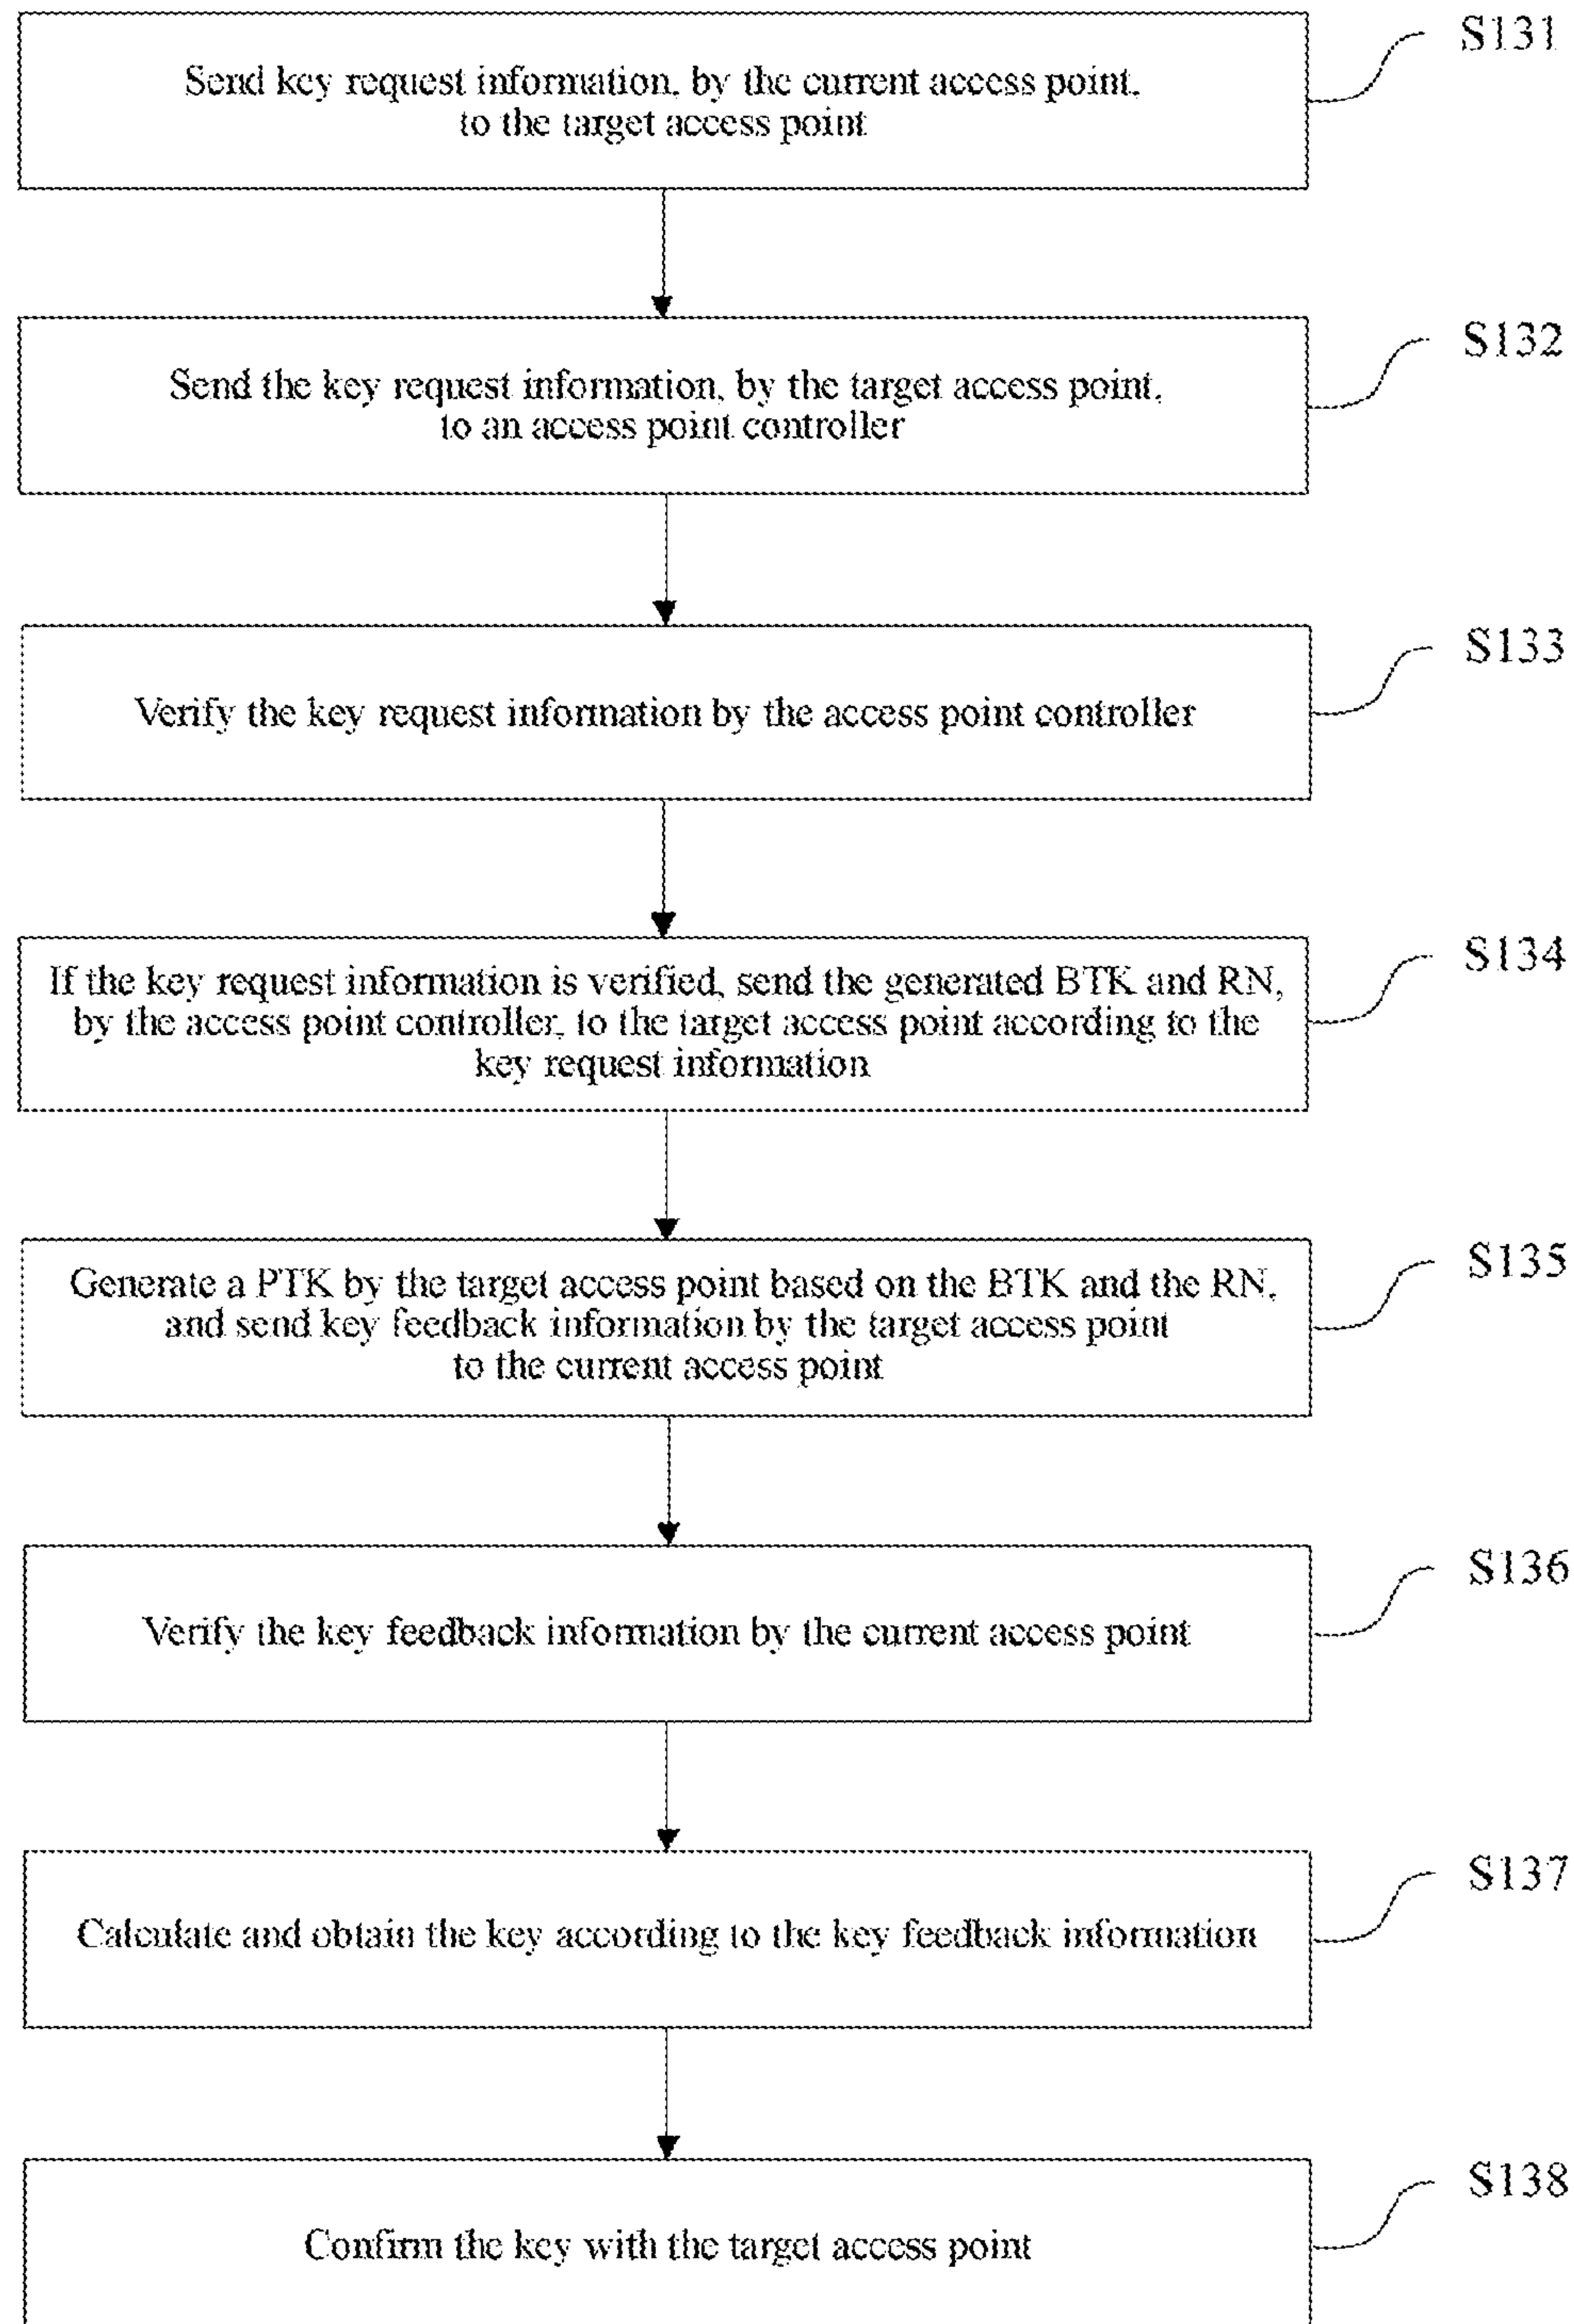 S131
Send key request information, by the current access point,
to the target access point
S132
Send the key request information, by the target access point,
to an access point controller
S133
Verify the key request information by the access point controller
S134
If the key request information is verified, send the generated BTK and RN,
by the access point controller, to the target access point according to the
key request information
S135
Generate a PTK by the target access point based on the BTK and the RN,
and send key feedback information by the target access point
to the current access point
S136
Verify the key feedback information by the current access point
S137
Calculate and obtain the key according to the key feedback information
S138
Confirm the key with the target access point